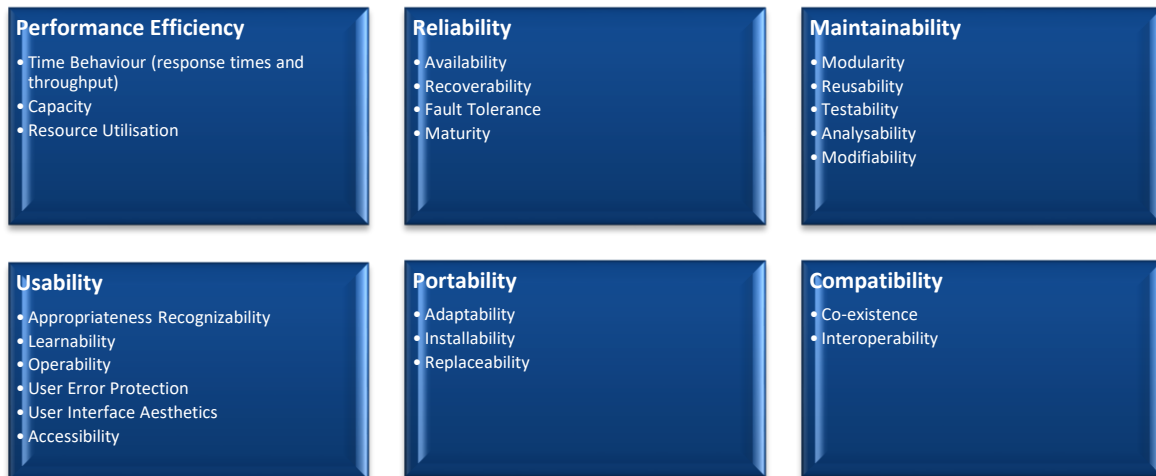 Performance Efficiency
• Time Behaviour (response times and
throughput)
• Capacity
• Resource Utilisation
Reliability
• Availability
• Recoverability
• Fault Tolerance
• Maturity
Maintainability
• Modularity
• Reusability
• Testability
• Analysability
• Modifiability
Usability
• Appropriateness Recognizability
• Learnability
• Operability
• User Error Protection
• User Interface Aesthetics
• Accessibility
Portability
• Adaptability
• Installability
• Replaceability
Compatibility
• Co-existence
• Interoperability